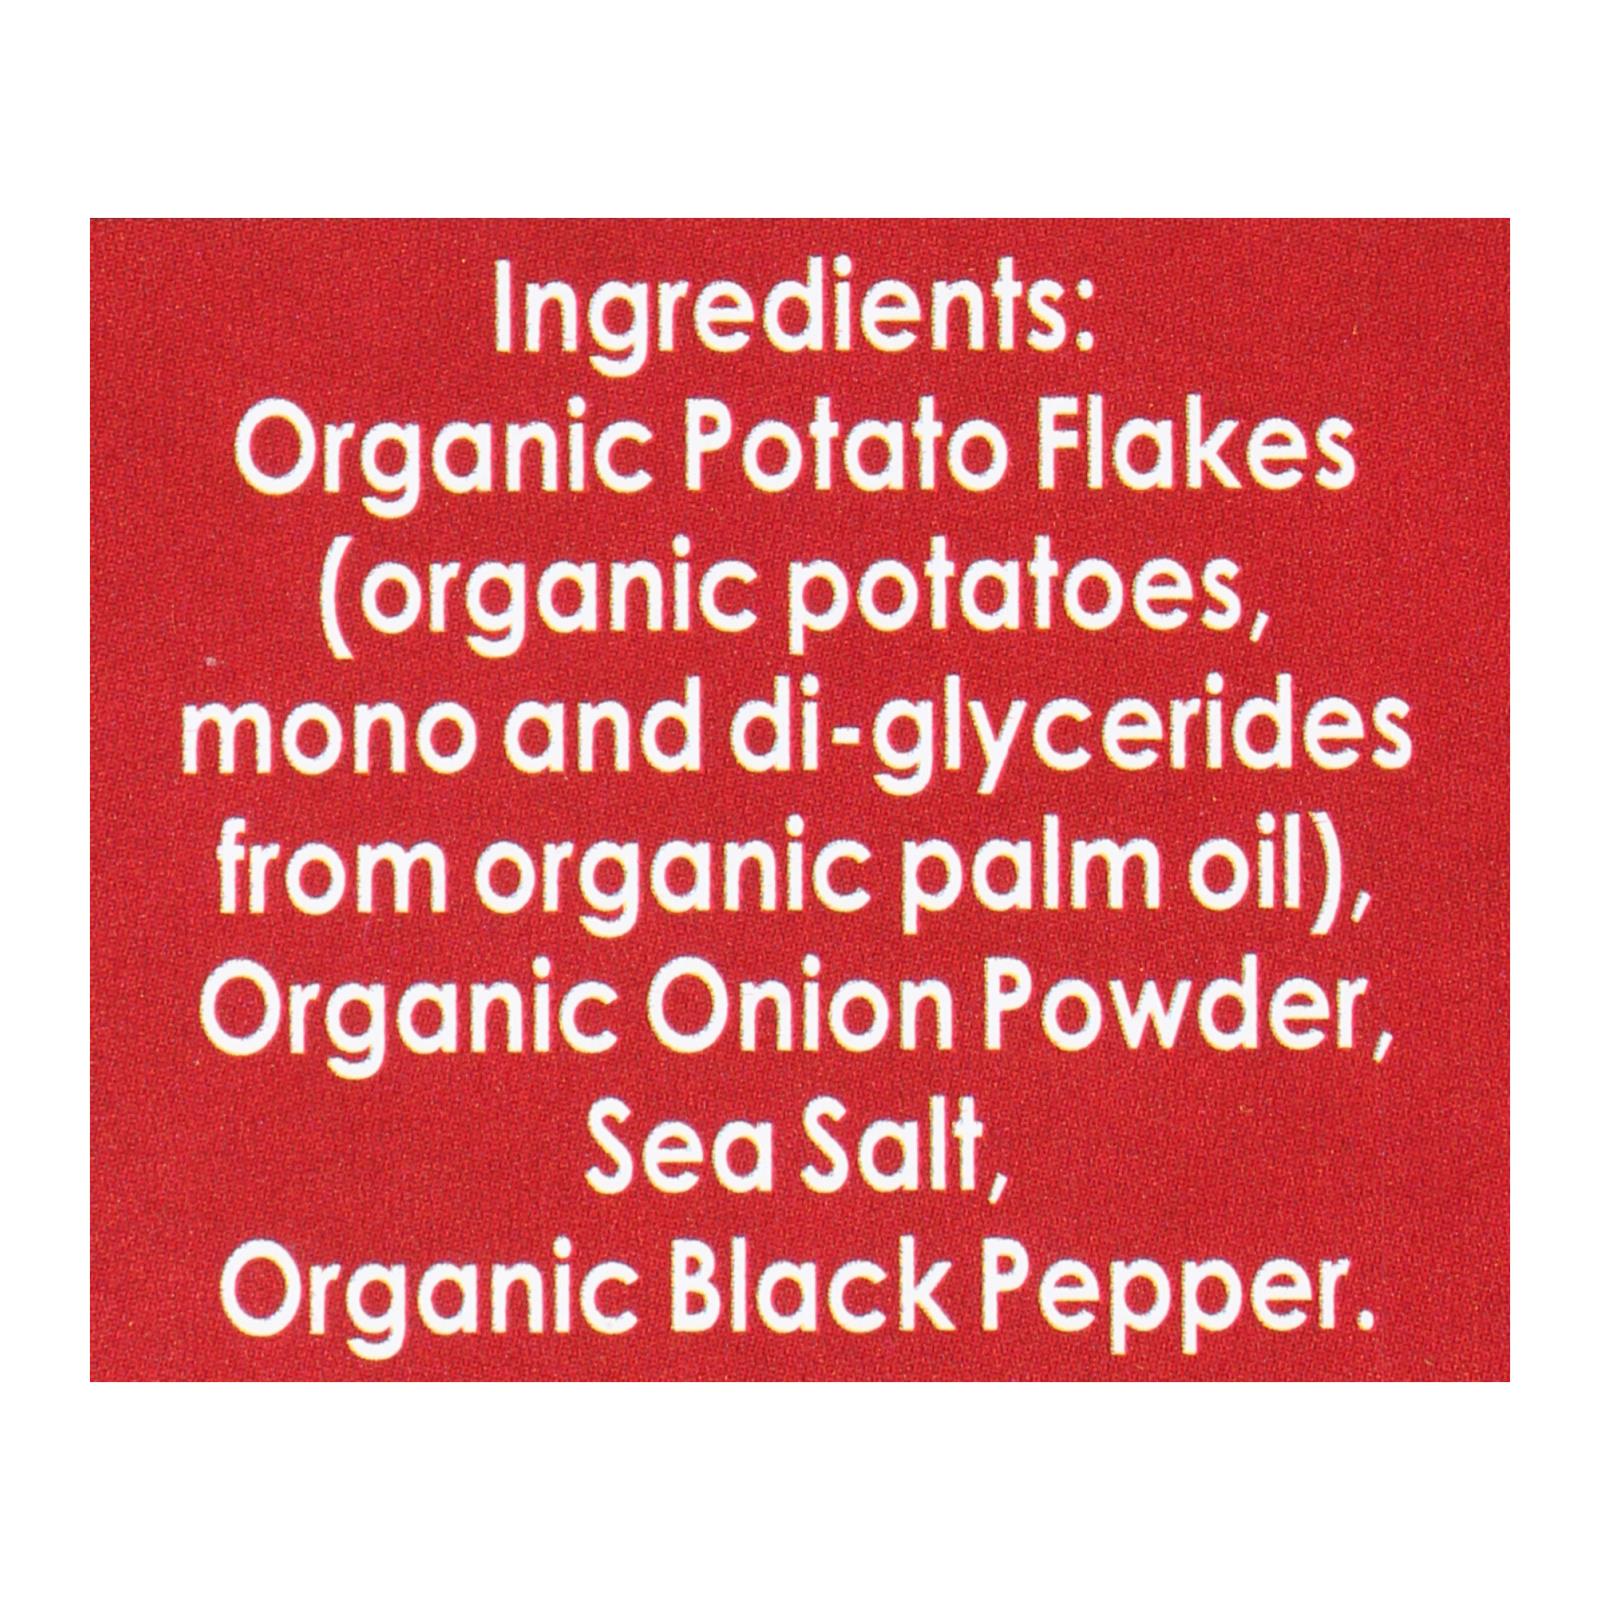 Ingredients:
Organic Potato Flakes
(organic potatoes,
mono and di-glycerides
from organic palm oil),
Organic Onion Powder,
Sea Salt,
Organic Black Pepper.